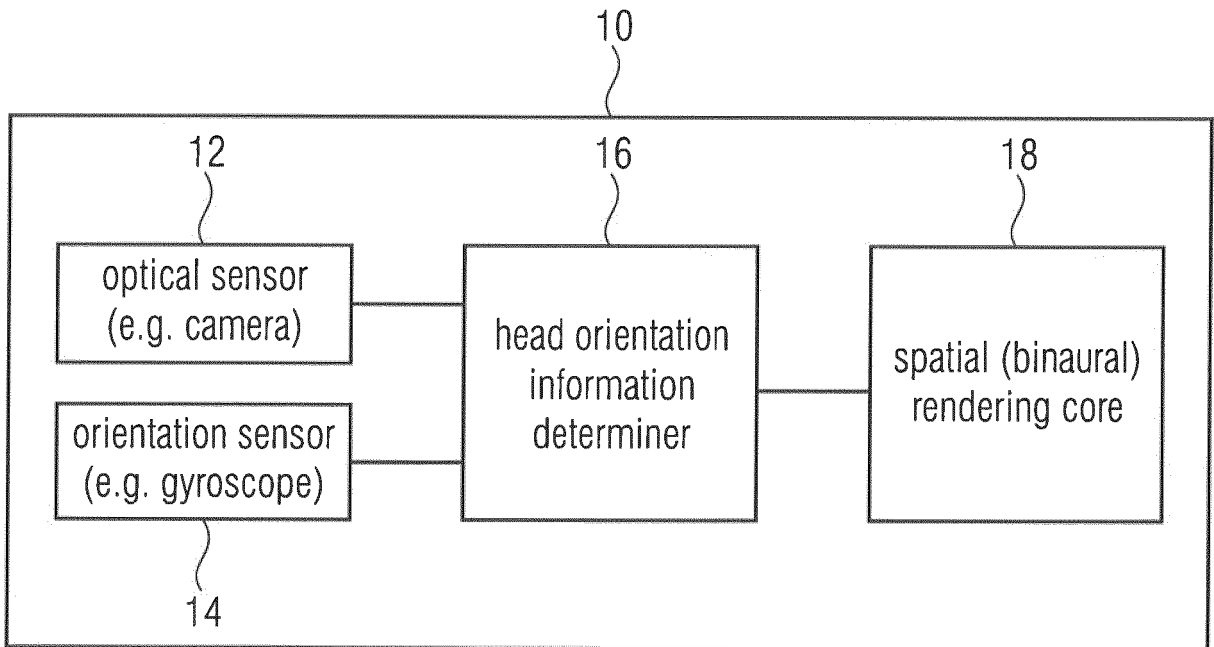 10
12
16
18
optical sensor
(e.g. camera)
head orientation
information
determiner
spatial (binaural)
rendering core
orientation sensor
(e.g. gyroscope)
14